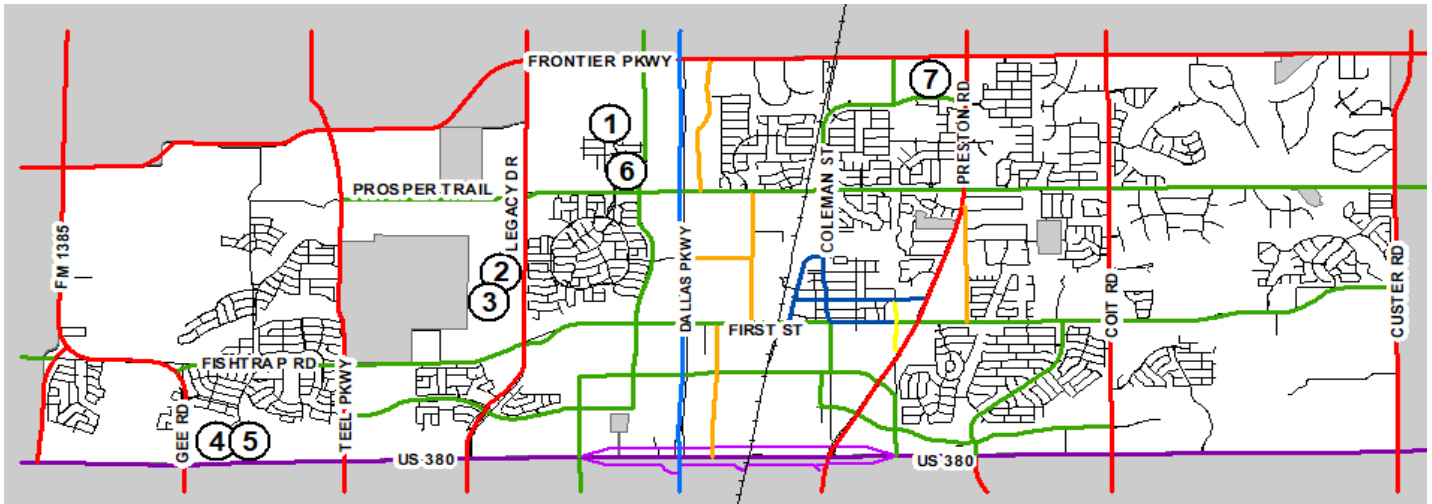 FRONTIER PKWY
7
1
PRESTON RD
COLEMAN ST
6
LEGACY DR
PROSPER TRAIL
FM 1385
2
DALLAS PKWY
3
COIT RD
CUSTER RD
FIRST ST
FISHTRAP RD
TEEL PKWY
GEE RD
4
5
US 380
US 380